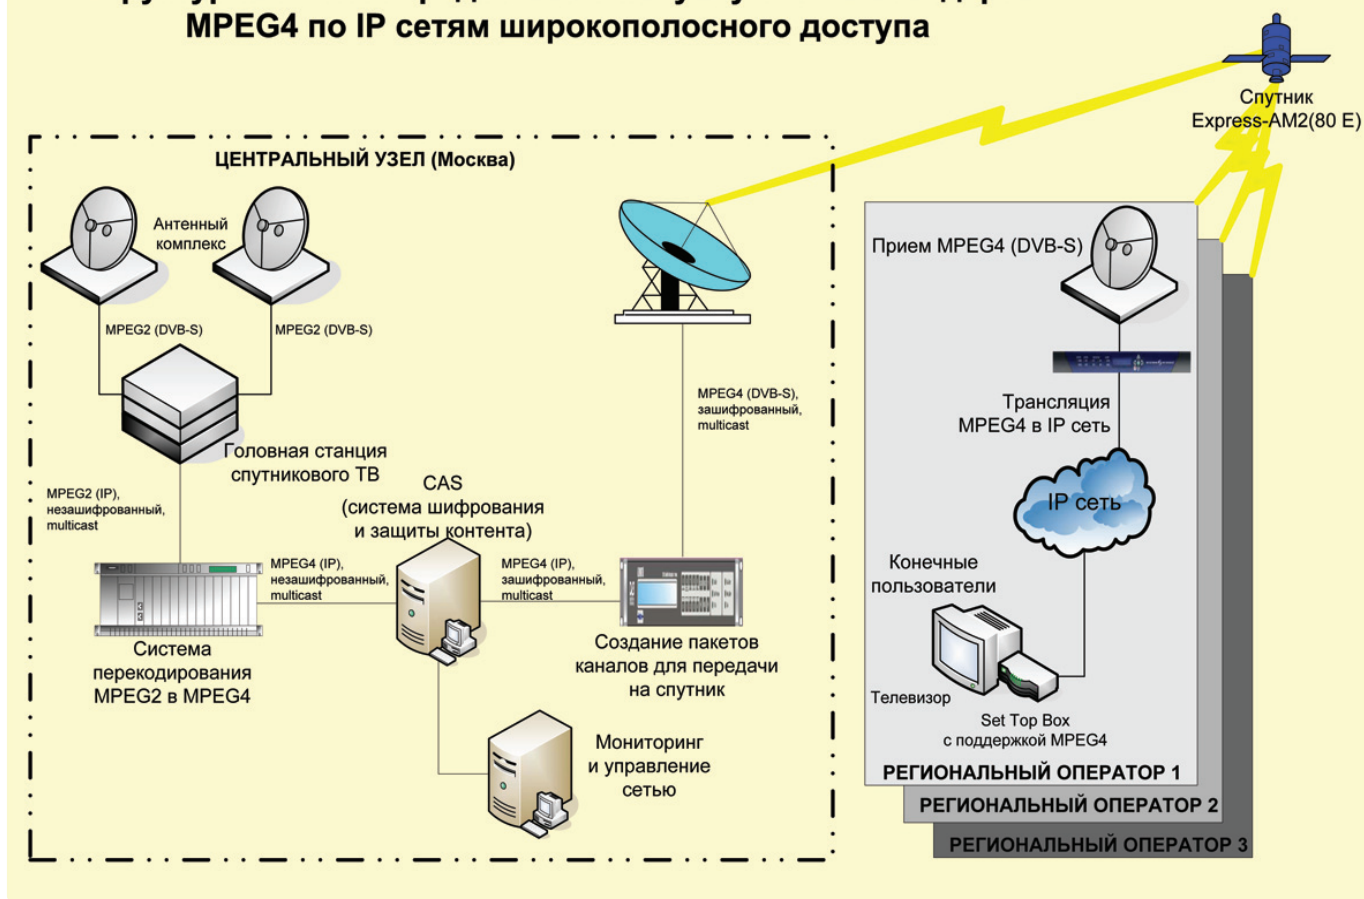 MPEG4 по IP сетям широкополосного доступа
Спутник
Express-AM2(80 E)
ЦЕНТРАЛЬНЫЙ УЗЕЛ (Москва)
Антенный
комплекс
MPEG2 (DVB-S)
MPEG2 (DVB-S)
Головная станция
спутникового ТВ
MPEG2 (IP),
незашифрованный,
multicast
CAS
(система шифрования
и защиты контента)
MPEG4 (DVB-S),
зашифрованный,
multicast
MPEG4 (IP),
незашифрованный,
multicast
MPEG4 (IP),
зашифрованный,
multicast
Система
перекодирования
MPEG2 в MPEG4
Создание пакетов
каналов для передачи
на спутник
Мониторинг
и управление
сетью
Прием MPEG4 (DVB-S)
Трансляция
MPEG4 в IP сеть
IP сеть
Конечные
пользователи
Телевизор
Set Top Box
с поддержкой MPEG4
РЕГИОНАЛЬНЫЙ ОПЕРАТОР 1
РЕГИОНАЛЬНЫЙ ОПЕРАТОР 2
РЕГИОНАЛЬНЫЙ ОПЕРАТОР 3